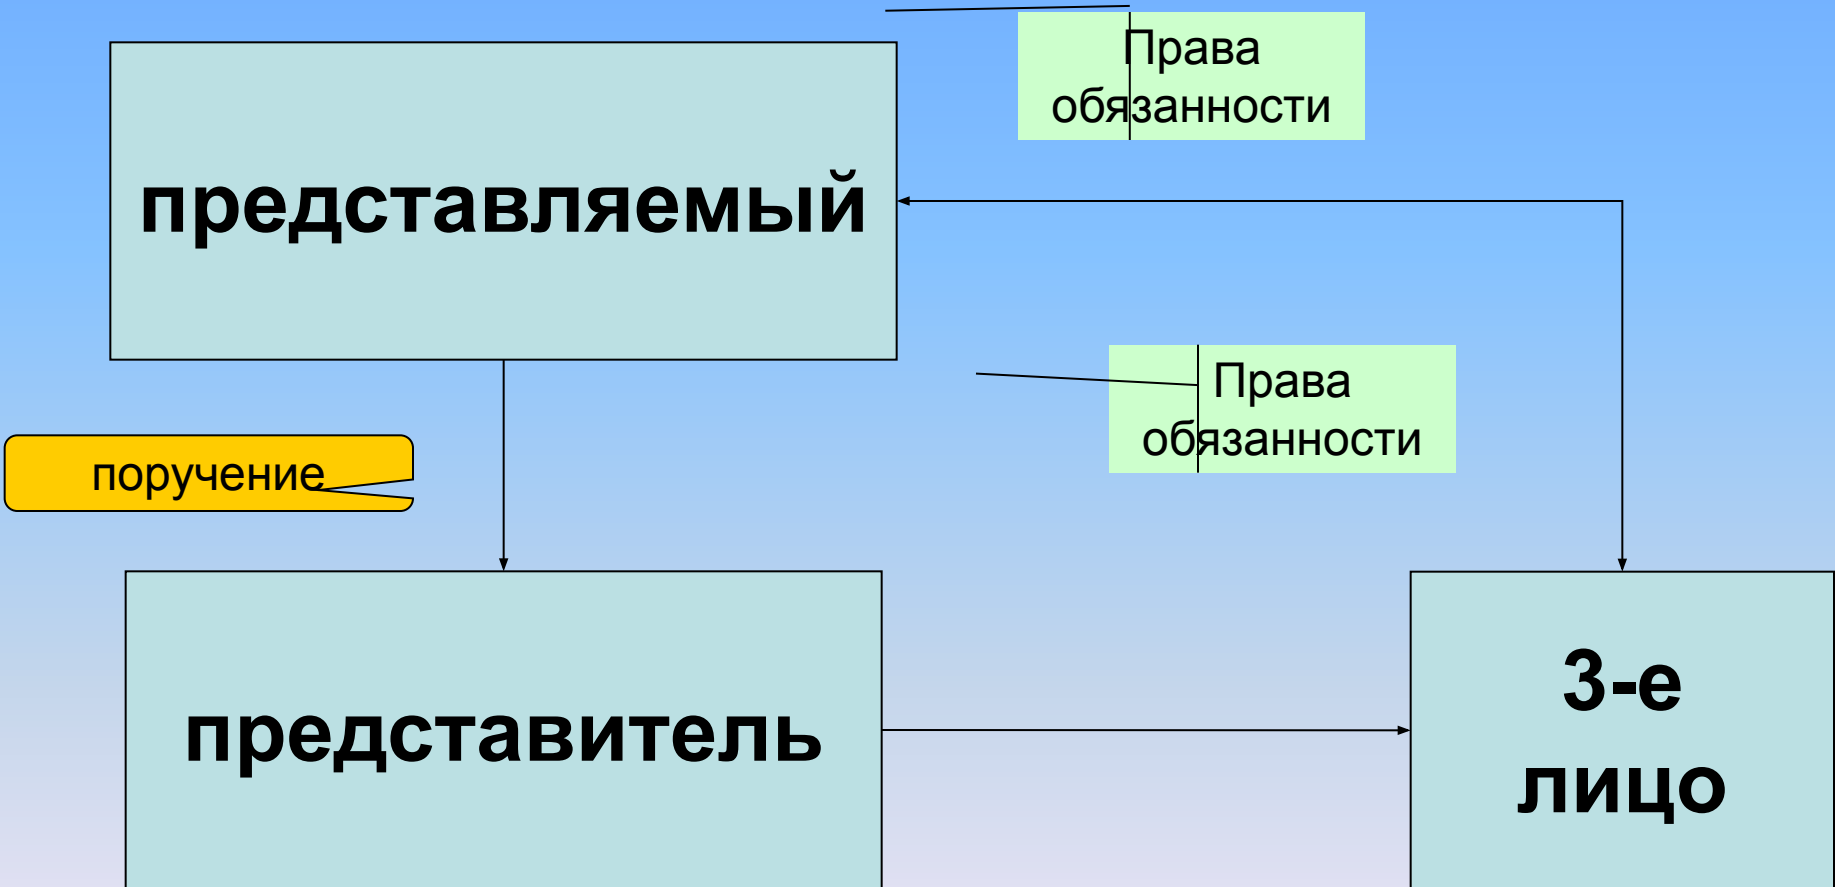 Права
обязанности
представляемый
Права
обязанности
поручение
представитель
3-е
лицо